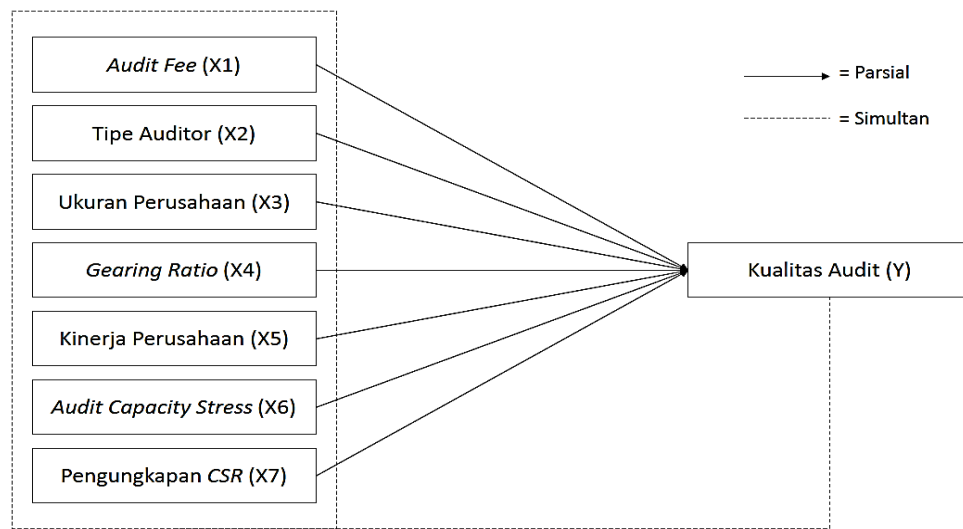 Audit Fee (X1)
Tipe Auditor (X2)
Ukuran Perusahaan (X3)
Gearing Ratio (X4)
Kinerja Perusahaan (X5)
Audit Capacity Stress (X6)
Pengungkapan CSR (X7)
Kualitas Audit (Y)
= Parsial
= Simultan